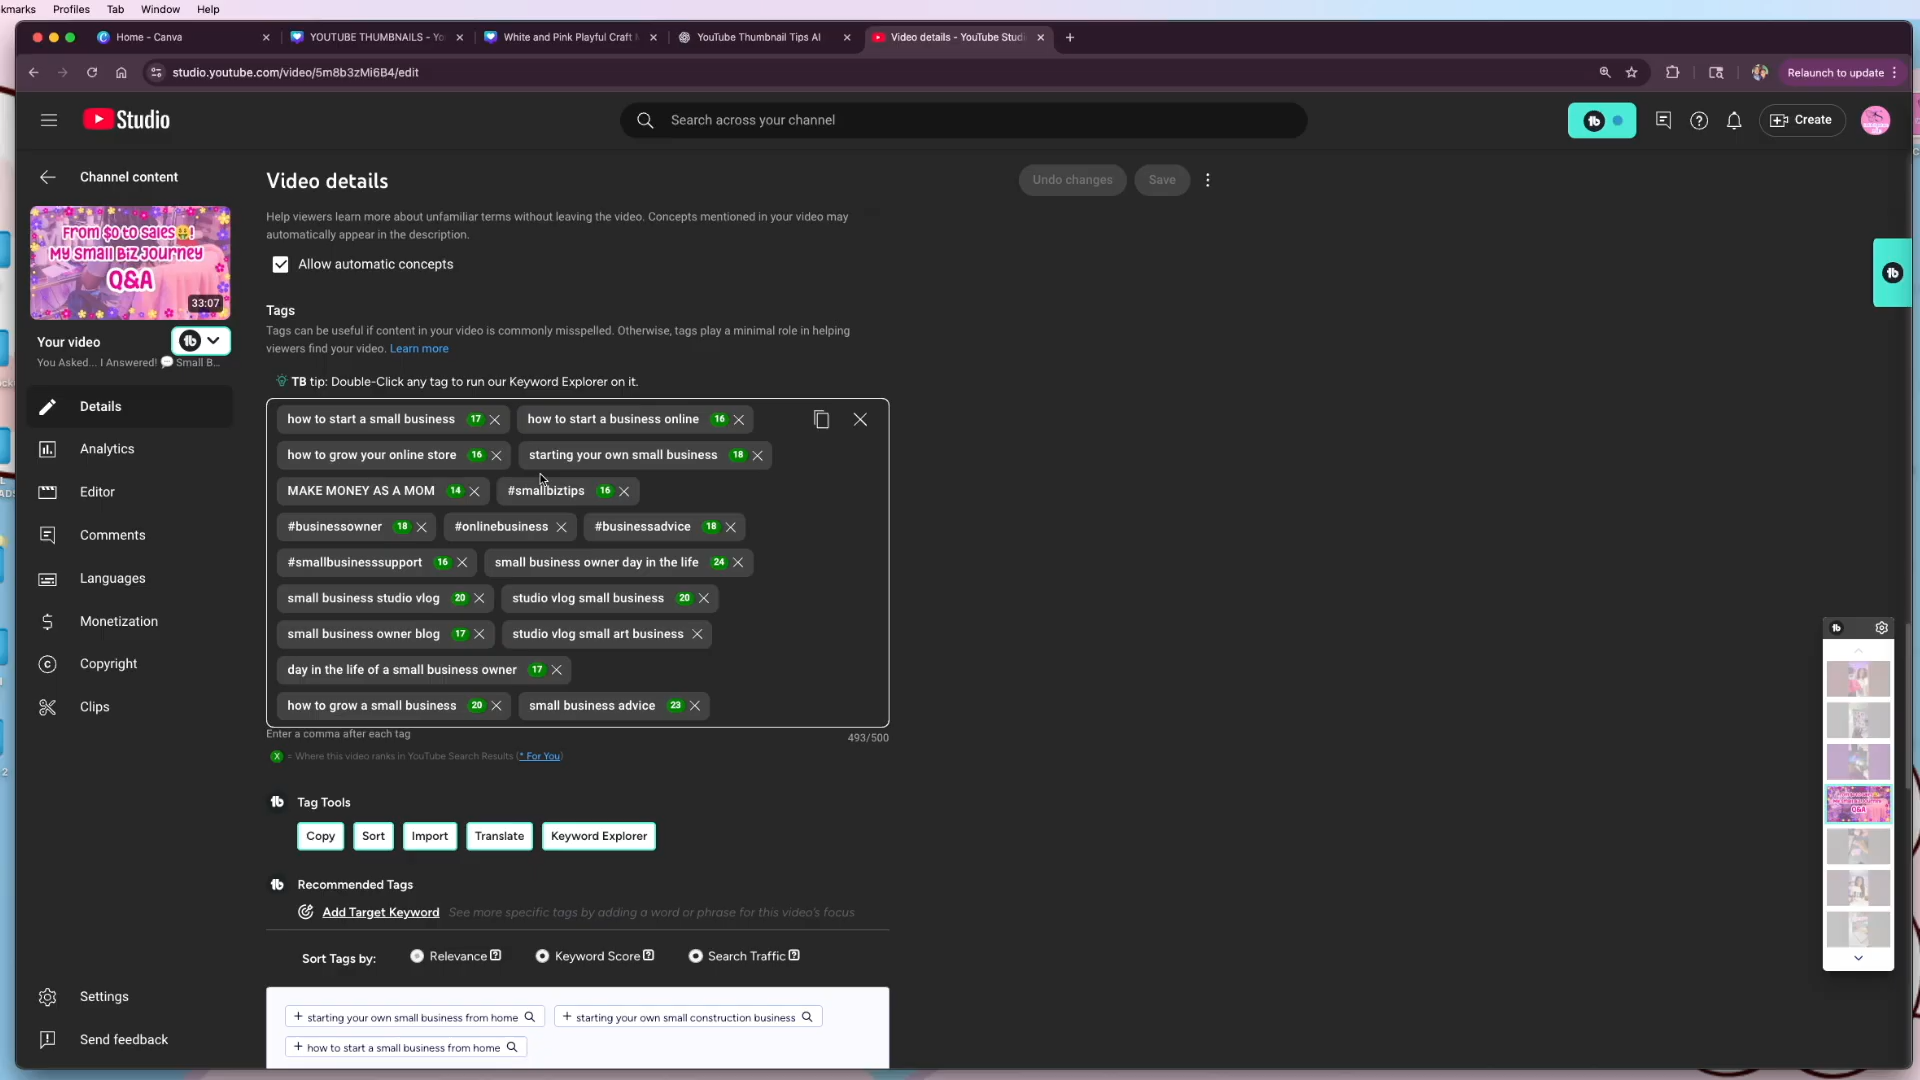 kmarks Profiles Tab Window Help
Home - Canva
YOUTUBE THUMBNAILS - Yo
White and Pink Playful Craft
YouTube Thumbnail Tips AI
Video details - YouTube Studi
studio.youtube.com/video/5m8b3zMi6B4/edit
Relaunch to update
Studio
Search across your channel
tb
Create
Channel content
From $0 to sales🤑!
My Small Biz Journey
Q&A
33:07
Your video
tb
You Asked... I Answered! 💬 Small B...
Details
Analytics
Editor
Comments
Languages
Monetization
Copyright
Clips
Settings
Send feedback
Video details
Undo changes
Save
Help viewers learn more about unfamiliar terms without leaving the video. Concepts mentioned in your video may
automatically appear in the description.
Allow automatic concepts
Tags
Tags can be useful if content in your video is commonly misspelled. Otherwise, tags play a minimal role in helping
viewers find your video. Learn more
TB tip: Double-Click any tag to run our Keyword Explorer on it.
how to start a small business 17 how to start a business online 16
how to grow your online store 16 starting your own small business 18
MAKE MONEY AS A MOM 14 #smallbiztips 16
#businessowner 18 #onlinebusiness #businessadvice 18
#smallbusinesssupport 16 small business owner day in the life 24
small business studio vlog 20 studio vlog small business 20
small business owner blog 17 studio vlog small art business
day in the life of a small business owner 17
how to grow a small business 20 small business advice 23
Enter a comma after each tag
493/500
X = Where this video ranks in YouTube Search Results (* For You)
tb Tag Tools
Copy Sort Import Translate Keyword Explorer
tb Recommended Tags
Add Target Keyword See more specific tags by adding a word or phrase for this video's focus
Sort Tags by: Relevance ? Keyword Score ? Search Traffic ?
+ starting your own small business from home
+ starting your own small construction business
+ how to start a small business from home
tb
tb
Q&A